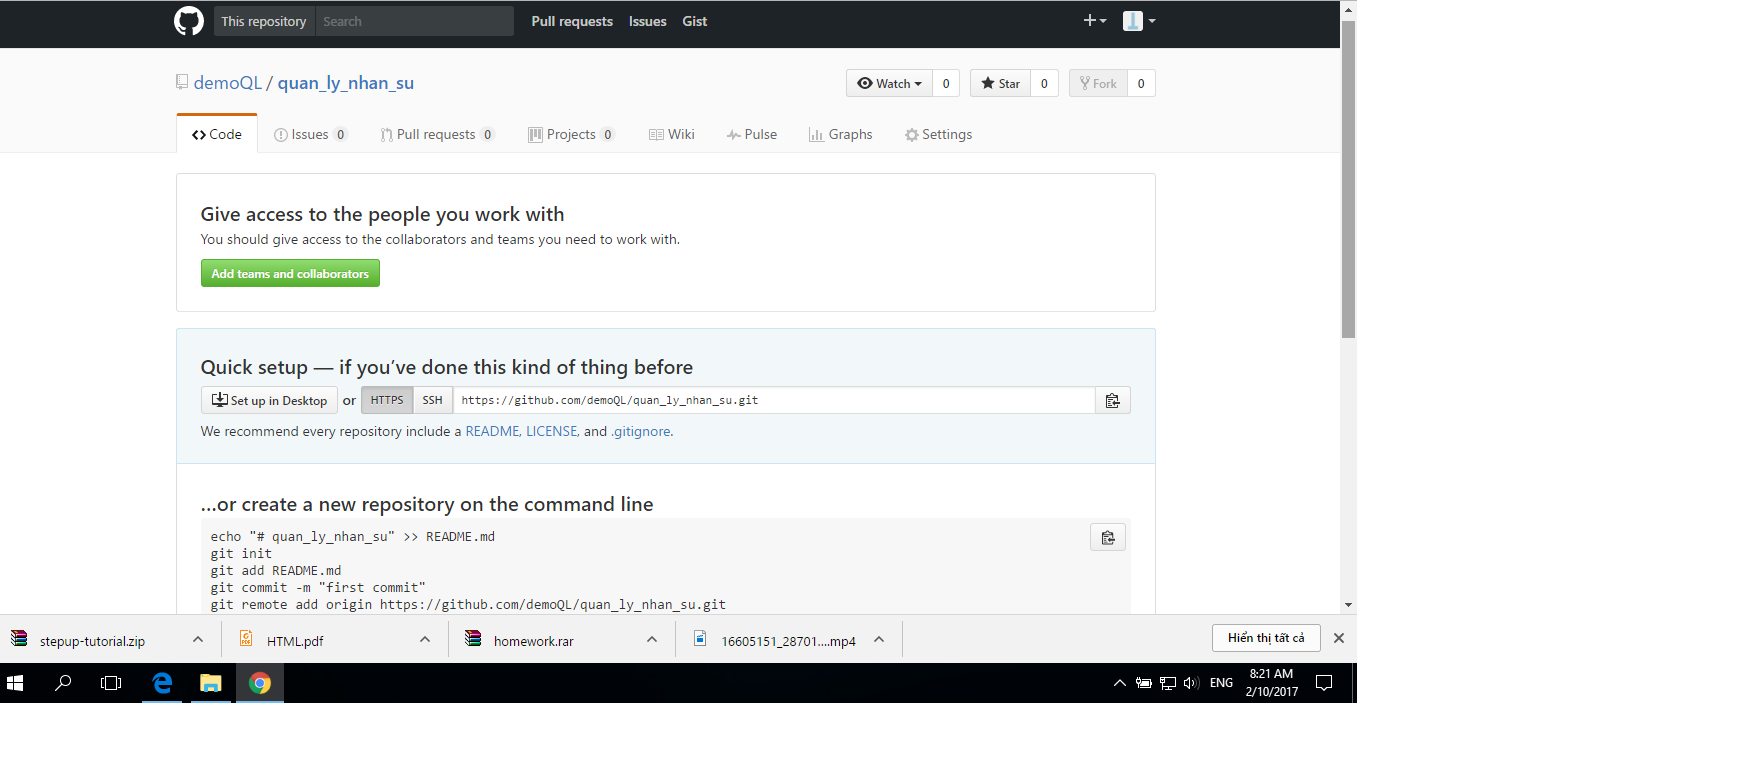 This repository Search Pull requests Issues Gist
demoQL / quan_ly_nhan_su
Watch 0 Star 0 Fork 0
Code Issues 0 Pull requests 0 Projects 0 Wiki Pulse Graphs Settings
Give access to the people you work with
You should give access to the collaborators and teams you need to work with.
Add teams and collaborators
Quick setup — if you’ve done this kind of thing before
Set up in Desktop or HTTPS SSH https://github.com/demoQL/quan_ly_nhan_su.git
We recommend every repository include a README, LICENSE, and .gitignore.
…or create a new repository on the command line
echo "# quan_ly_nhan_su" >> README.md
git init
git add README.md
git commit -m "first commit"
git remote add origin https://github.com/demoQL/quan_ly_nhan_su.git
stepup-tutorial.zip HTML.pdf homework.rar 16605151_28701....mp4 Hiển thị tất cả
ENG 8:21 AM
2/10/2017